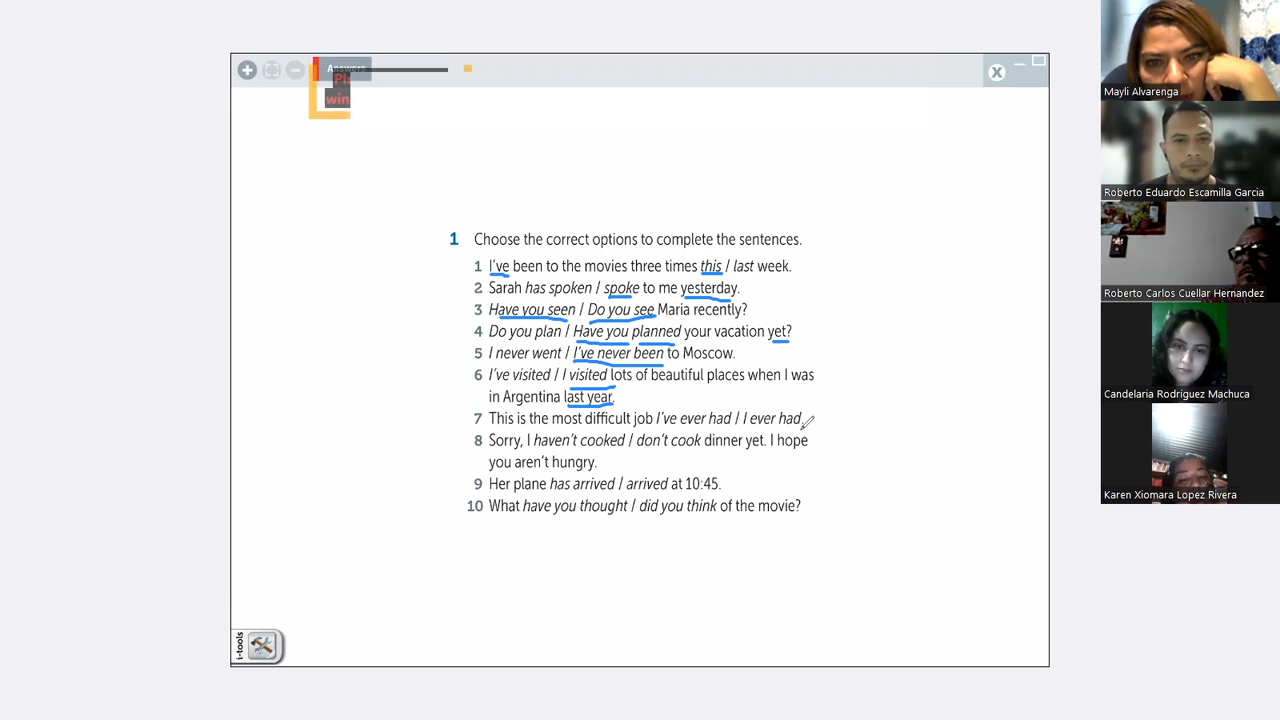 Answers
Pl
win
1 Choose the correct options to complete the sentences.
1 I've been to the movies three times this / last week.
2 Sarah has spoken / spoke to me yesterday.
3 Have you seen / Do you see Maria recently?
4 Do you plan / Have you planned your vacation yet?
5 I never went / I've never been to Moscow.
6 I've visited / I visited lots of beautiful places when I was
in Argentina last year.
7 This is the most difficult job I've ever had / I ever had.
8 Sorry, I haven't cooked / don't cook dinner yet. I hope
you aren't hungry.
9 Her plane has arrived / arrived at 10:45.
10 What have you thought / did you think of the movie?
i-tools
Mayli Alvarenga
Roberto Eduardo Escamilla Garcia
Roberto Carlos Cuellar Hernandez
Candelaria Rodríguez Machuca
Karen Xiomara Lopez Rivera